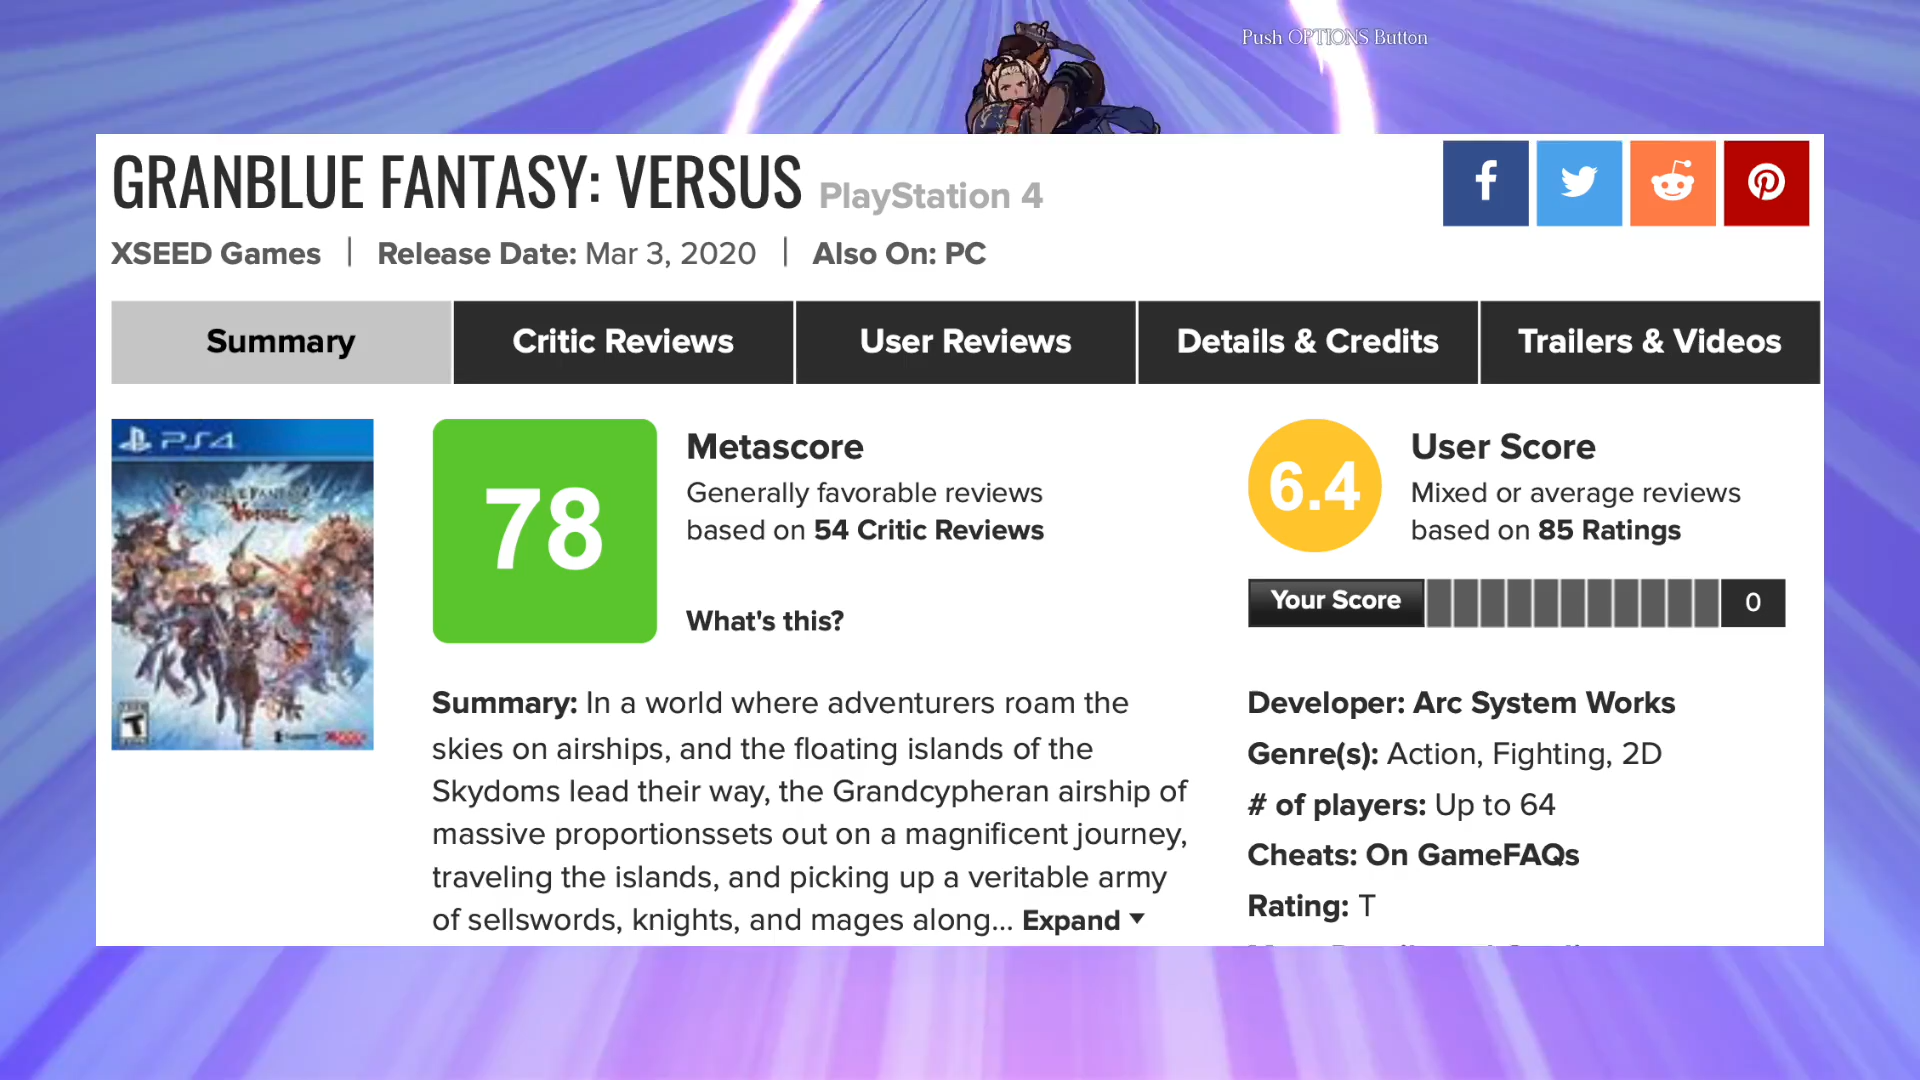 Push OPTIONS Button
GRANBLUE FANTASY: VERSUS PlayStation 4
XSEED Games | Release Date: Mar 3, 2020 | Also On: PC
Summary
Critic Reviews
User Reviews
Details & Credits
Trailers & Videos
PS4
GRANBLUE FANTASY
VERSUS
T
78
Metascore
Generally favorable reviews
based on 54 Critic Reviews
What's this?
6.4
User Score
Mixed or average reviews
based on 85 Ratings
Your Score
0
Summary: In a world where adventurers roam the
skies on airships, and the floating islands of the
Skydoms lead their way, the Grandcypheran airship of
massive proportionssets out on a magnificent journey,
traveling the islands, and picking up a veritable army
of sellswords, knights, and mages along... Expand
Developer: Arc System Works
Genre(s): Action, Fighting, 2D
# of players: Up to 64
Cheats: On GameFAQs
Rating: T